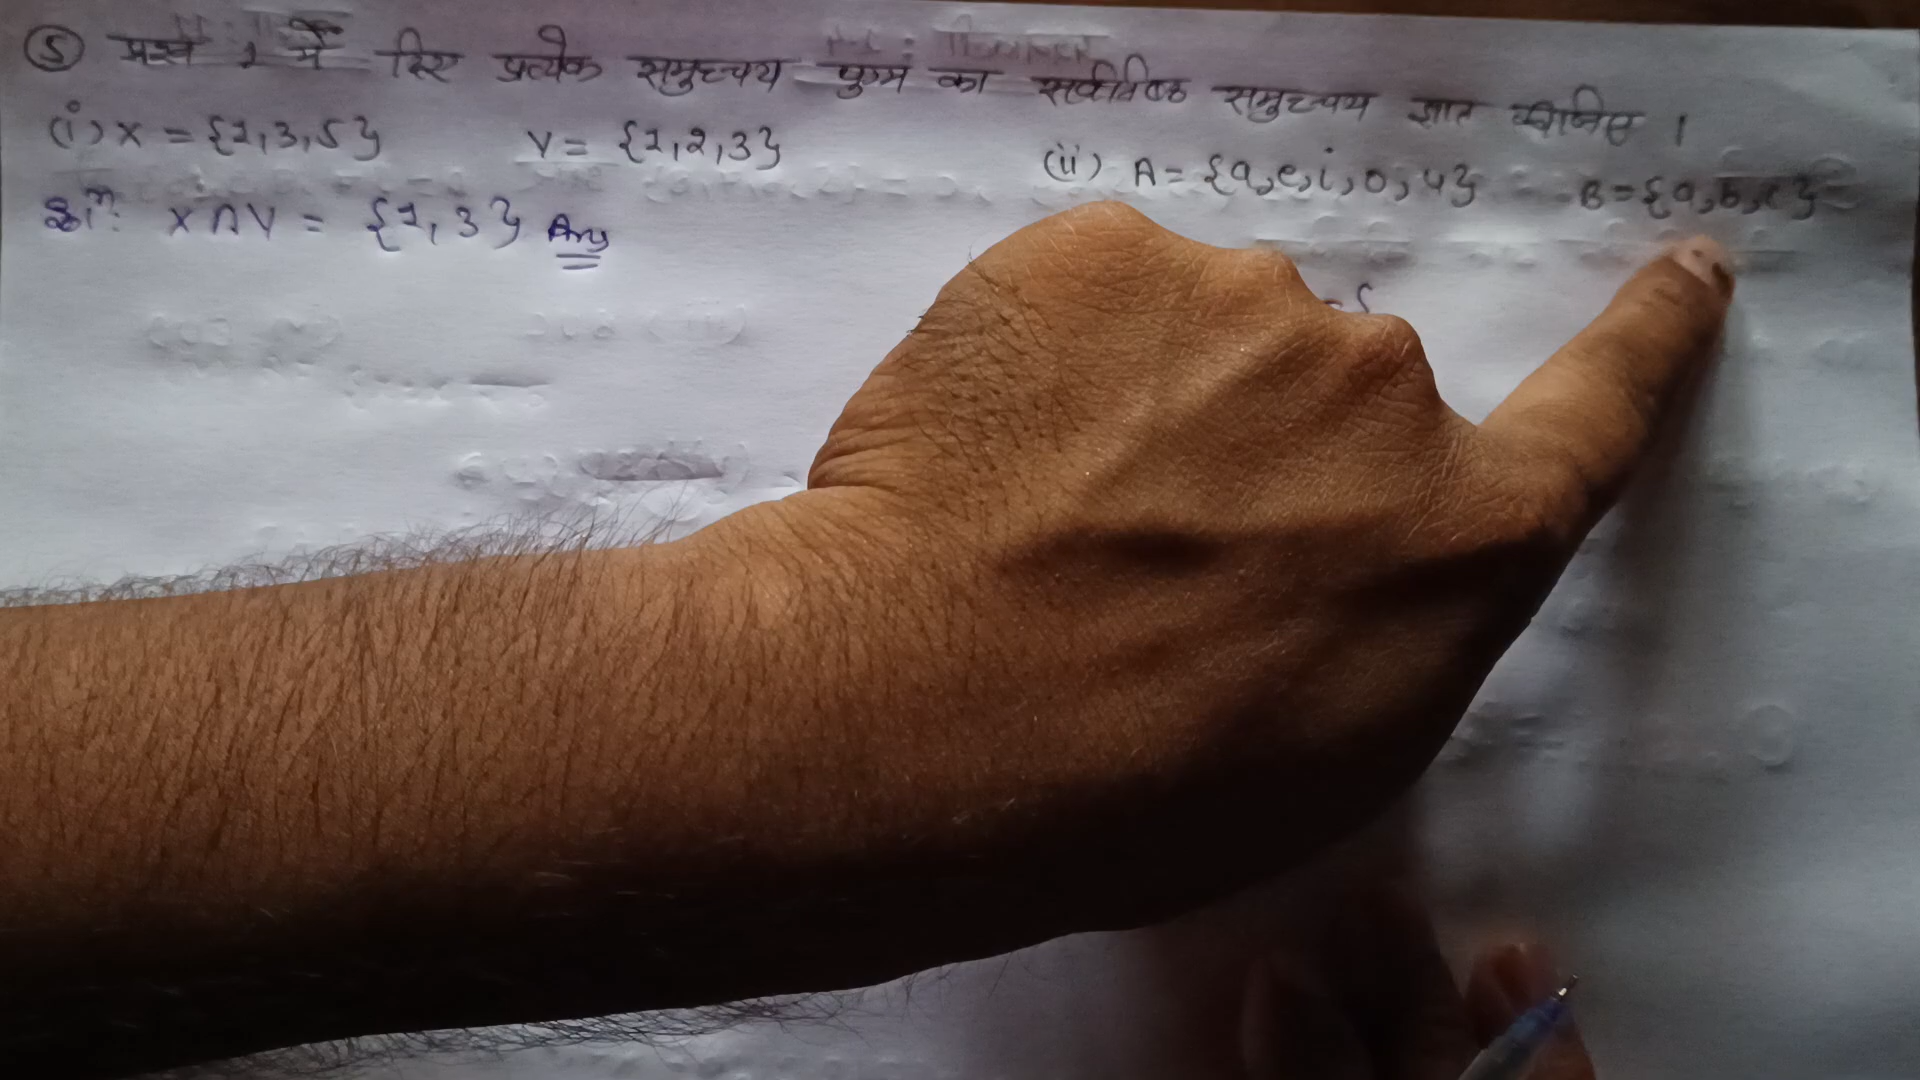 ⑤ प्रश्न 1 में दिए प्रत्येक समुच्चय युग्म का सर्वनिष्ठ समुच्चय ज्ञात कीजिए ।
(i) X = {1,3,5} Y = {1,2,3} (ii) A = {a,e,i,o,u} B = {a,b,c}
Solⁿ: X∩Y = {1,3} Ans